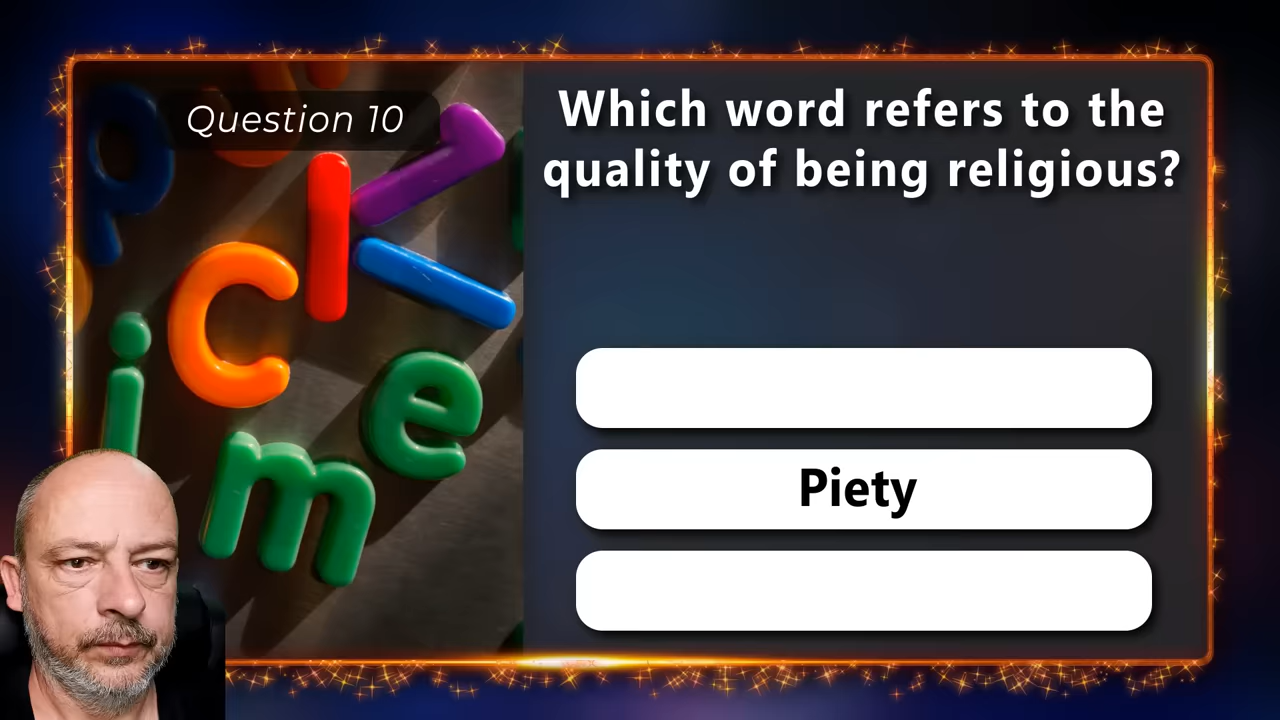 Question 10
Which word refers to the
quality of being religious?
Piety
p
c
k
i
e
m